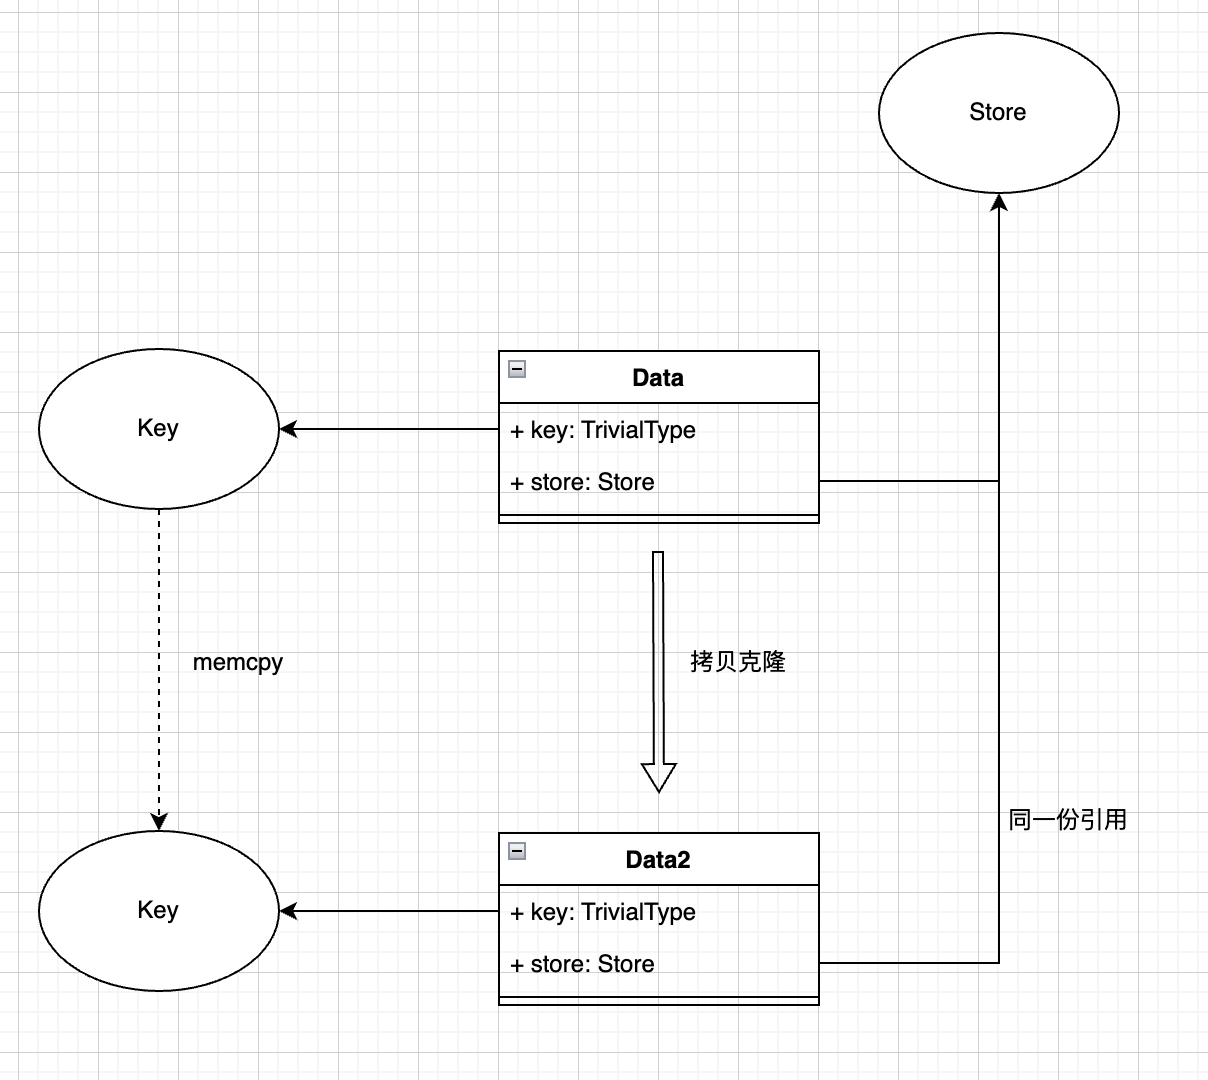 Store
Data
+ key: TrivialType
+ store: Store
Key
memcpy
拷贝克隆
同一份引用
Data2
+ key: TrivialType
+ store: Store
Key